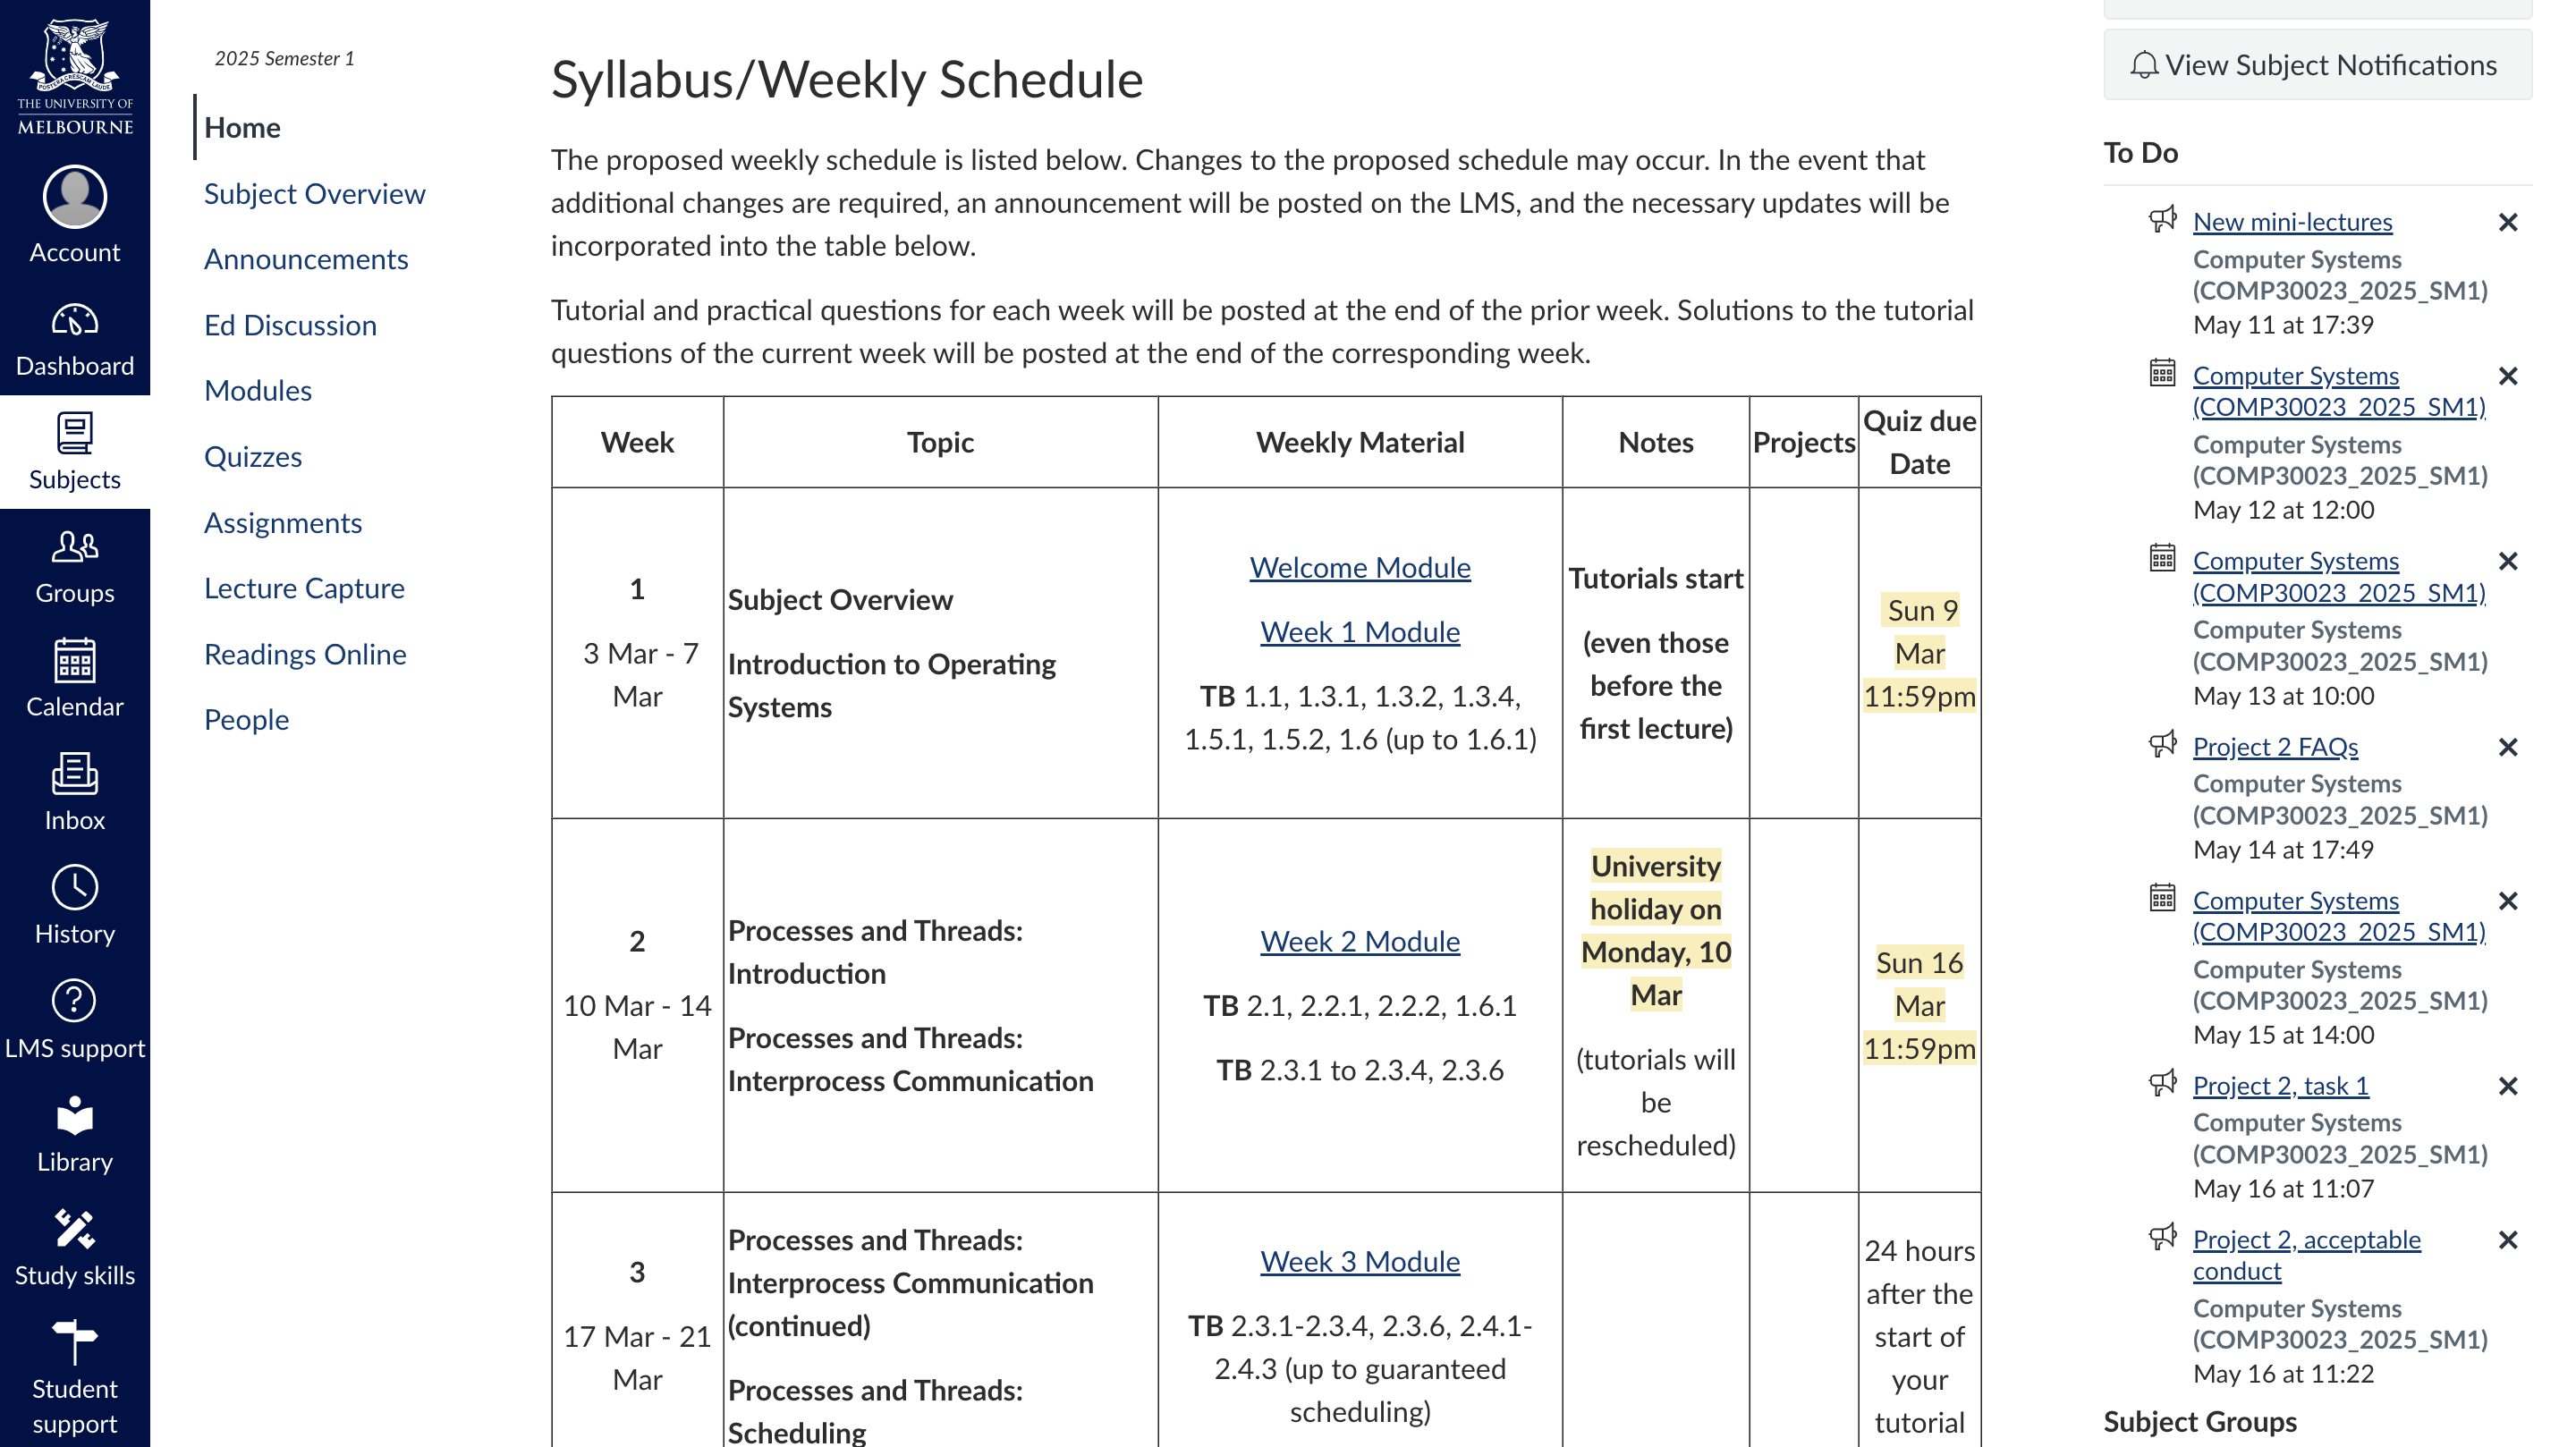 THE UNIVERSITY OF
MELBOURNE
Account
Dashboard
Subjects
Groups
Calendar
Inbox
History
LMS support
Library
Study skills
Student
support
2025 Semester 1
Home
Subject Overview
Announcements
Ed Discussion
Modules
Quizzes
Assignments
Lecture Capture
Readings Online
People
Syllabus/Weekly Schedule
The proposed weekly schedule is listed below. Changes to the proposed schedule may occur. In the event that
additional changes are required, an announcement will be posted on the LMS, and the necessary updates will be
incorporated into the table below.
Tutorial and practical questions for each week will be posted at the end of the prior week. Solutions to the tutorial
questions of the current week will be posted at the end of the corresponding week.
Week
Topic
Weekly Material
Notes
Projects
Quiz due
Date
1
3 Mar - 7
Mar
Subject Overview
Introduction to Operating
Systems
Welcome Module
Week 1 Module
TB 1.1, 1.3.1, 1.3.2, 1.3.4,
1.5.1, 1.5.2, 1.6 (up to 1.6.1)
Tutorials start
(even those
before the
first lecture)
Sun 9
Mar
11:59pm
2
10 Mar - 14
Mar
Processes and Threads:
Introduction
Processes and Threads:
Interprocess Communication
Week 2 Module
TB 2.1, 2.2.1, 2.2.2, 1.6.1
TB 2.3.1 to 2.3.4, 2.3.6
University
holiday on
Monday, 10
Mar
(tutorials will
be
rescheduled)
Sun 16
Mar
11:59pm
3
17 Mar - 21
Mar
Processes and Threads:
Interprocess Communication
(continued)
Processes and Threads:
Scheduling
Week 3 Module
TB 2.3.1-2.3.4, 2.3.6, 2.4.1-
2.4.3 (up to guaranteed
scheduling)
24 hours
after the
start of
your
tutorial
View Subject Notifications
To Do
New mini-lectures
Computer Systems
(COMP30023_2025_SM1)
May 11 at 17:39
Computer Systems
(COMP30023_2025_SM1)
Computer Systems
(COMP30023_2025_SM1)
May 12 at 12:00
Computer Systems
(COMP30023_2025_SM1)
Computer Systems
(COMP30023_2025_SM1)
May 13 at 10:00
Project 2 FAQs
Computer Systems
(COMP30023_2025_SM1)
May 14 at 17:49
Computer Systems
(COMP30023_2025_SM1)
Computer Systems
(COMP30023_2025_SM1)
May 15 at 14:00
Project 2, task 1
Computer Systems
(COMP30023_2025_SM1)
May 16 at 11:07
Project 2, acceptable
conduct
Computer Systems
(COMP30023_2025_SM1)
May 16 at 11:22
Subject Groups